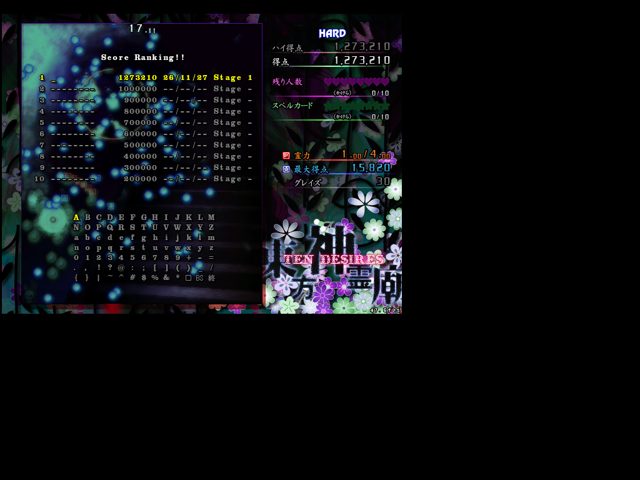 17.11
Score Ranking!!
1 _ 1273210 26/11/27 Stage 1
2 -------- 1000000 --/--/-- Stage -
3 -------- 900000 --/--/-- Stage -
4 -------- 800000 --/--/-- Stage -
5 -------- 700000 --/--/-- Stage -
6 -------- 600000 --/--/-- Stage -
7 -------- 500000 --/--/-- Stage -
8 -------- 400000 --/--/-- Stage -
9 -------- 300000 --/--/-- Stage -
10 -------- 200000 --/--/-- Stage -
A B C D E F G H I J K L M
N O P Q R S T U V W X Y Z
a b c d e f g h i j k l m
n o p q r s t u v w x y z
0 1 2 3 4 5 6 7 8 9 + - =
. , ! ? @ : ; [ ] ( ) _ /
{ } | ~ ^ # $ % & * 終
HARD
ハイ得点 1,273,210
得点 1,273,210
残り人数
0/10
スペルカード
0/10
霊力 1.00/4.00
最大得点 15,820
グレイズ 30
東方神霊廟
TEN DESIRES